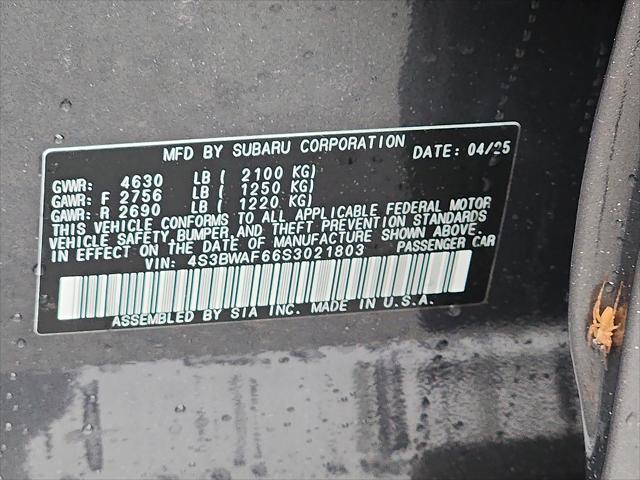 MFD BY SUBARU CORPORATION DATE: 04/25
GVWR: 4630 LB ( 2100 KG)
GAWR: F 2756 LB ( 1250 KG)
GAWR: R 2690 LB ( 1220 KG)
THIS VEHICLE CONFORMS TO ALL APPLICABLE FEDERAL MOTOR
VEHICLE SAFETY, BUMPER, AND THEFT PREVENTION STANDARDS
IN EFFECT ON THE DATE OF MANUFACTURE SHOWN ABOVE.
VIN: 4S3BWAF66S3021803 PASSENGER CAR
ASSEMBLED BY SIA INC. MADE IN U.S.A.